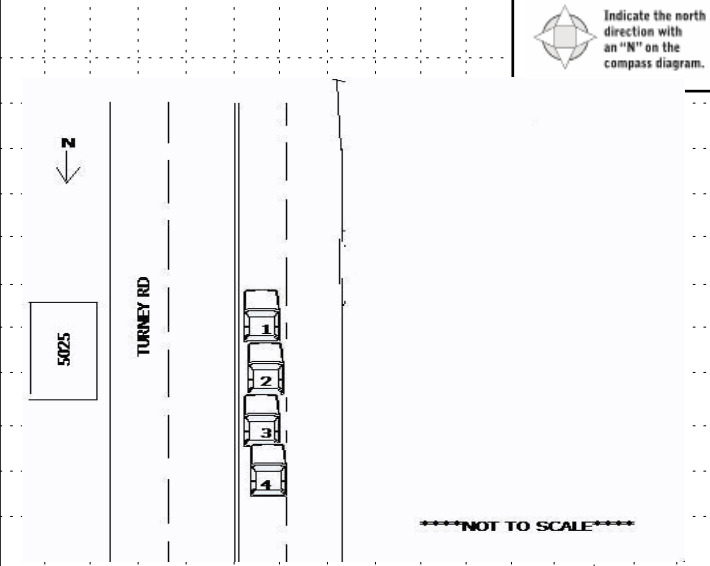 Indicate the north
direction with
an "N" on the
compass diagram.
N
TURNEY RD
5025
1
2
3
4
****NOT TO SCALE****